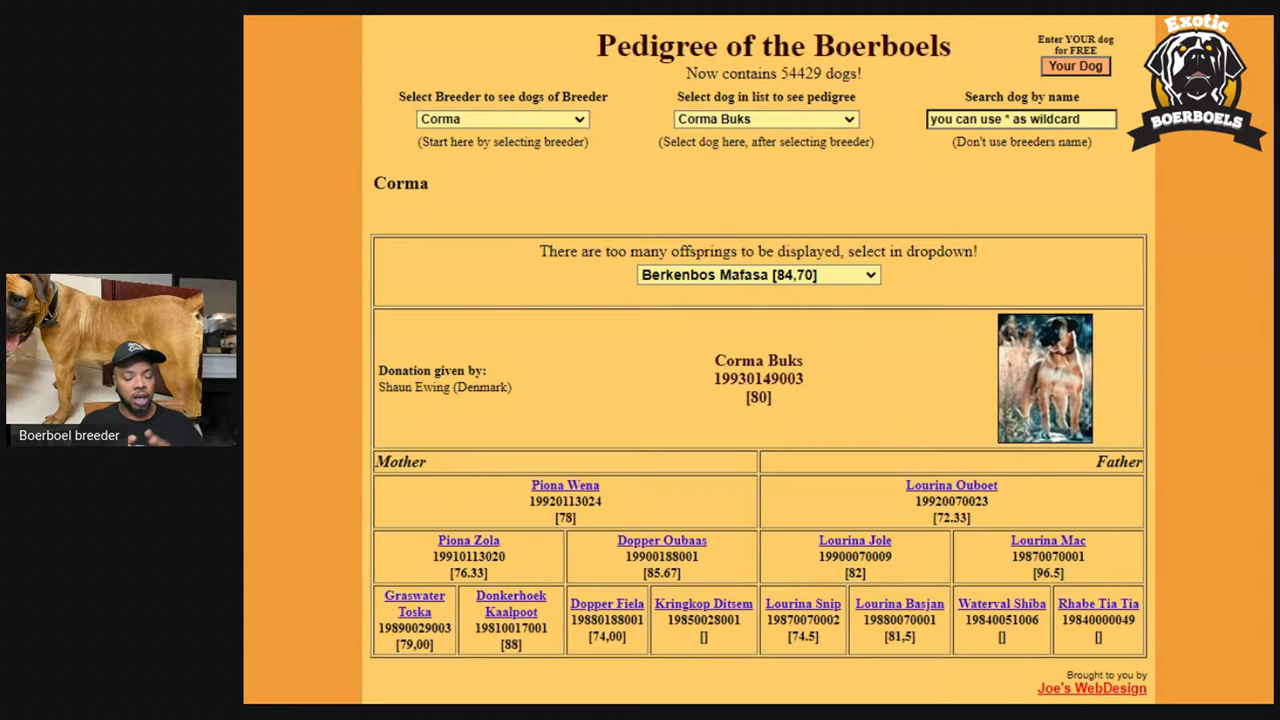 Pedigree of the Boerboels
Now contains 54429 dogs!
Enter YOUR dog
for FREE
Your Dog
Exotic
BOERBOELS
Select Breeder to see dogs of Breeder
Corma
(Start here by selecting breeder)
Select dog in list to see pedigree
Corma Buks
(Select dog here, after selecting breeder)
Search dog by name
you can use * as wildcard
(Don't use breeders name)
Corma
There are too many offsprings to be displayed, select in dropdown!
Berkenbos Mafasa [84,70]
Donation given by:
Shaun Ewing (Denmark)
Corma Buks
19930149003
[80]
Boerboel breeder
Mother
Father
Piona Wena
19920113024
[78]
Lourina Ouboet
19920070023
[72.33]
Piona Zola
19910113020
[76.33]
Dopper Oubaas
19900188001
[85.67]
Lourina Jole
19900070009
[82]
Lourina Mac
19870070001
[96.5]
Graswater
Toska
19890029003
[79,00]
Donkerhoek
Kaalpoot
19810017001
[88]
Dopper Fiela
19880188001
[74,00]
Kringkop Ditsem
19850028001
[]
Lourina Snip
19870070002
[74.5]
Lourina Basjan
19880070001
[81,5]
Waterval Shiba
19840051006
[]
Rhabe Tia Tia
19840000049
[]
Brought to you by
Joe's WebDesign